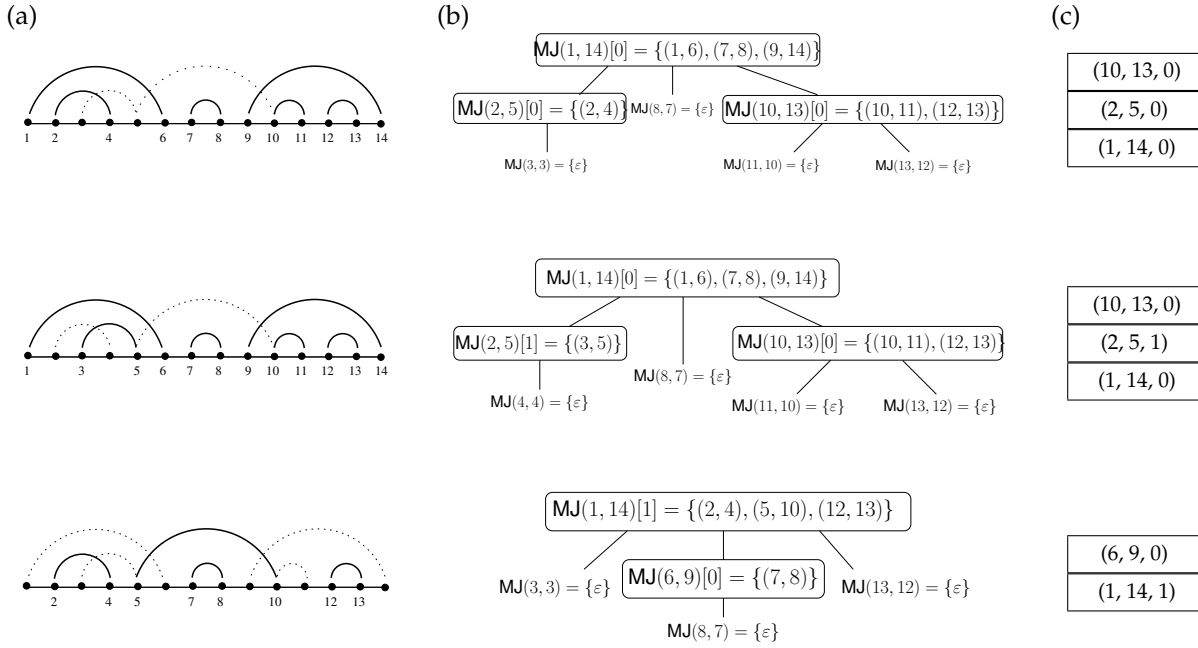 (a) (b) (c)
MJ(1, 14)[0] = {(1, 6), (7, 8), (9, 14)}
MJ(2, 5)[0] = {(2, 4)} MJ(8, 7) = {ε} MJ(10, 13)[0] = {(10, 11), (12, 13)}
MJ(3, 3) = {ε} MJ(11, 10) = {ε} MJ(13, 12) = {ε}
1 2 4 6 7 8 9 10 11 12 13 14
(10, 13, 0)
(2, 5, 0)
(1, 14, 0)
MJ(1, 14)[0] = {(1, 6), (7, 8), (9, 14)}
MJ(2, 5)[1] = {(3, 5)} MJ(10, 13)[0] = {(10, 11), (12, 13)}
MJ(8, 7) = {ε}
MJ(4, 4) = {ε} MJ(11, 10) = {ε} MJ(13, 12) = {ε}
1 3 5 6 7 8 9 10 11 12 13 14
(10, 13, 0)
(2, 5, 1)
(1, 14, 0)
MJ(1, 14)[1] = {(2, 4), (5, 10), (12, 13)}
MJ(3, 3) = {ε} MJ(6, 9)[0] = {(7, 8)} MJ(13, 12) = {ε}
MJ(8, 7) = {ε}
2 4 5 7 8 10 12 13
(6, 9, 0)
(1, 14, 1)